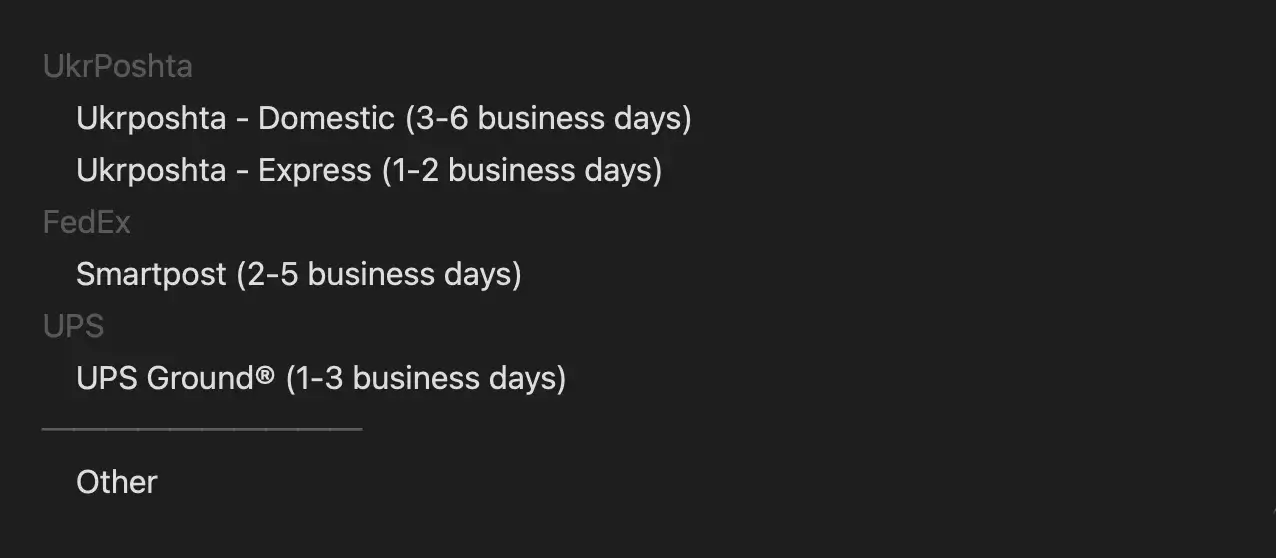 UkrPoshta
Ukrposhta - Domestic (3-6 business days)
Ukrposhta - Express (1-2 business days)
FedEx
Smartpost (2-5 business days)
UPS
UPS Ground® (1-3 business days)
Other